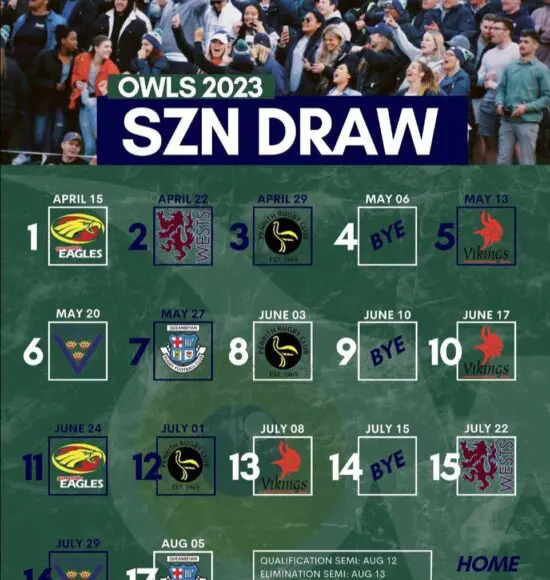 OWLS 2023
SZN DRAW
APRIL 15
APRIL 22
APRIL 29
MAY 06
MAY 13
1
EAGLES
2
WESTS
3
PENRITH RUGBY CLUB
EST. 1965
4
BYE
5
Vikings
MAY 20
MAY 27
JUNE 03
JUNE 10
JUNE 17
6
7
QUEANBEYAN
8
PENRITH RUGBY CLUB
EST. 1965
9
BYE
10
Vikings
JUNE 24
JULY 01
JULY 08
JULY 15
JULY 22
11
EAGLES
12
PENRITH RUGBY CLUB
EST. 1965
13
Vikings
14
BYE
15
WESTS
JULY 29
AUG 05
16
17
QUEANBEYAN
QUALIFICATION SEMI: AUG 12
ELIMINATION SEMI: AUG 13
HOME